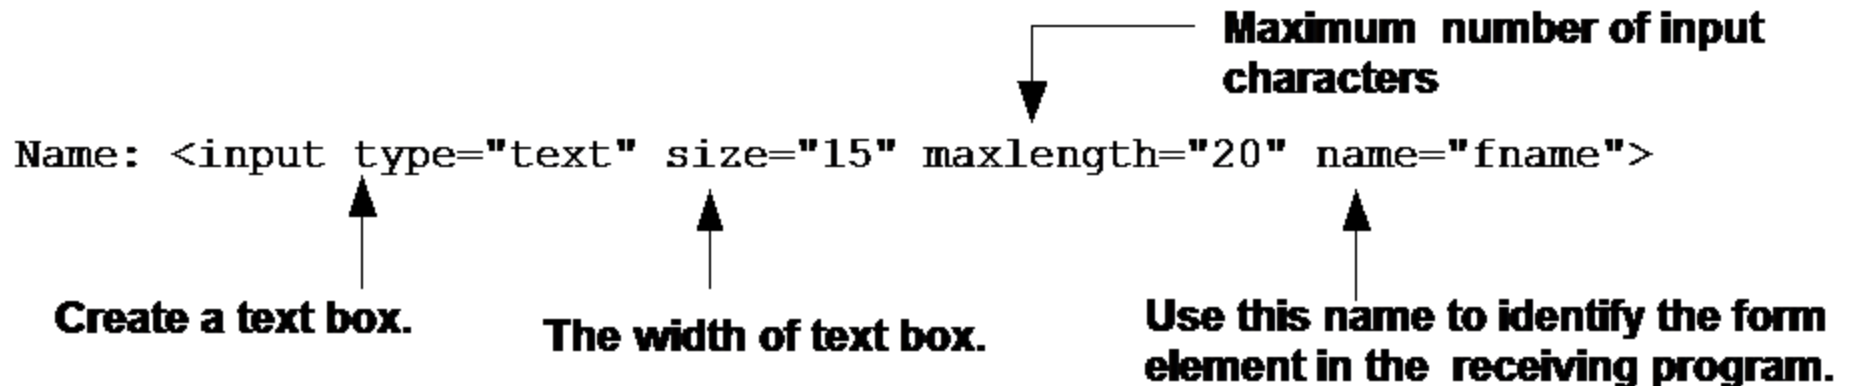 Maximum number of input
characters
Name: <input type="text" size="15" maxlength="20" name="fname">
Create a text box.
The width of text box.
Use this name to identify the form
element in the receiving program.